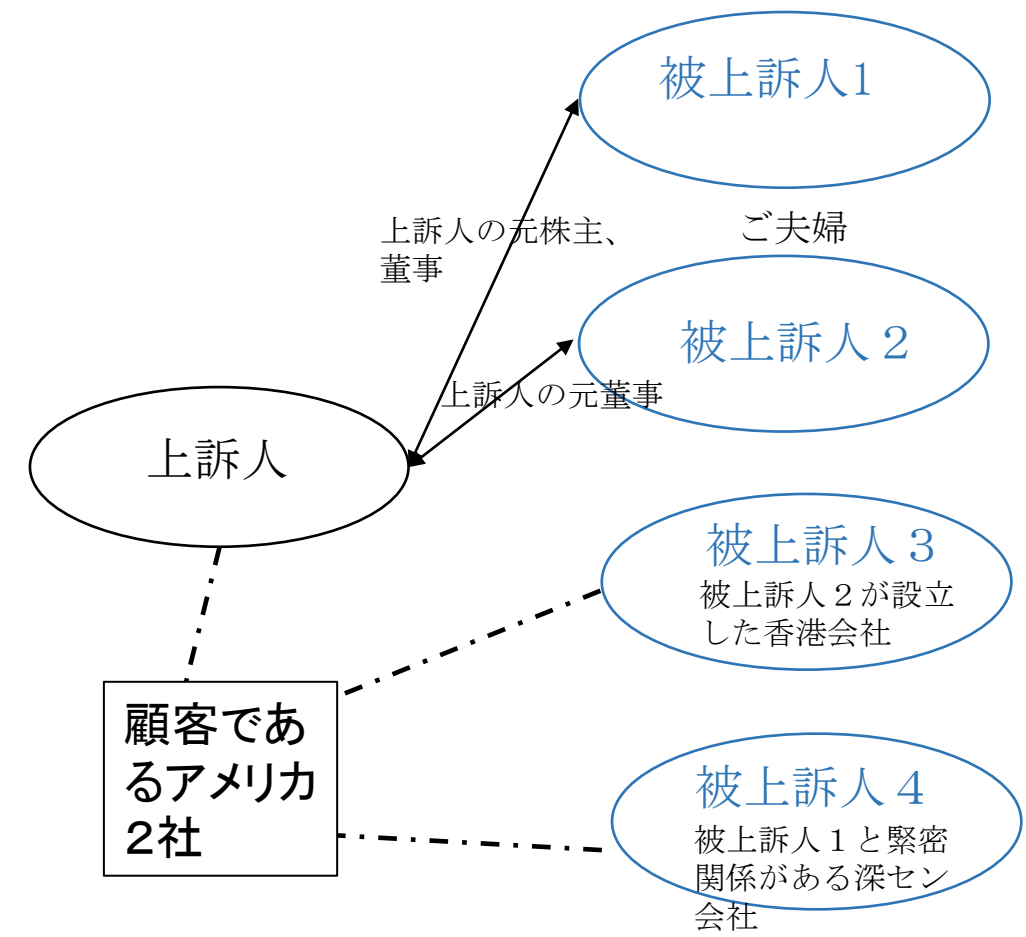 被上訴人1
上訴人の元株主、
董事
ご夫婦
被上訴人２
上訴人の元董事
上訴人
被上訴人３
被上訴人２が設立
した香港会社
顧客であ
るアメリカ
2社
被上訴人４
被上訴人１と緊密
関係がある深セン
会社